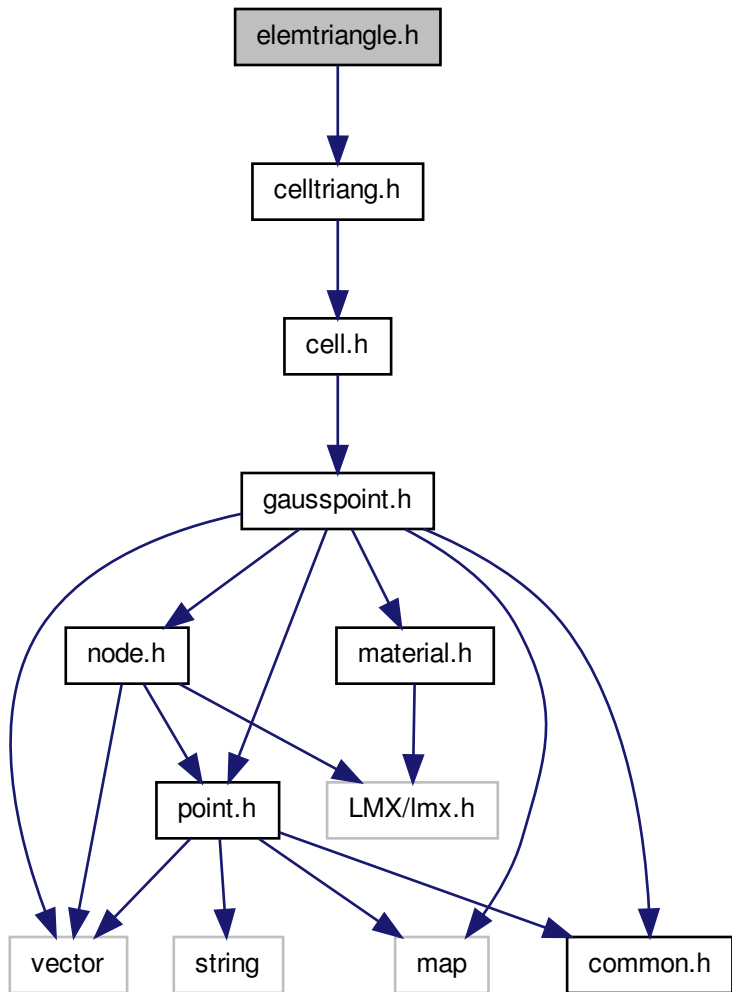 elemtriangle.h
celltriang.h
cell.h
gausspoint.h
node.h
material.h
point.h
LMX/lmx.h
vector
string
map
common.h